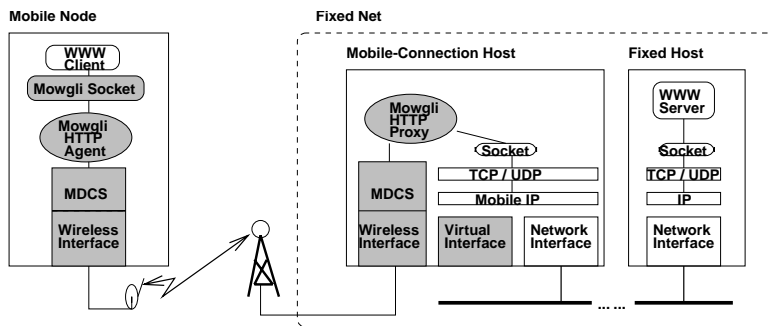 Mobile Node
WWW
Client
Mowgli Socket
Mowgli
HTTP
Agent
MDCS
Wireless
Interface
Fixed Net
Mobile-Connection Host
Mowgli
HTTP
Proxy
MDCS
Wireless
Interface
Socket
TCP / UDP
Mobile IP
Virtual
Interface
Network
Interface
... ...
Fixed Host
WWW
Server
Socket
TCP / UDP
IP
Network
Interface